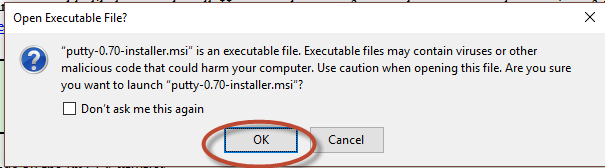 Open Executable File?
"putty-0.70-installer.msi" is an executable file. Executable files may contain viruses or other
malicious code that could harm your computer. Use caution when opening this file. Are you sure
you want to launch "putty-0.70-installer.msi"?
Don't ask me this again
OK
Cancel